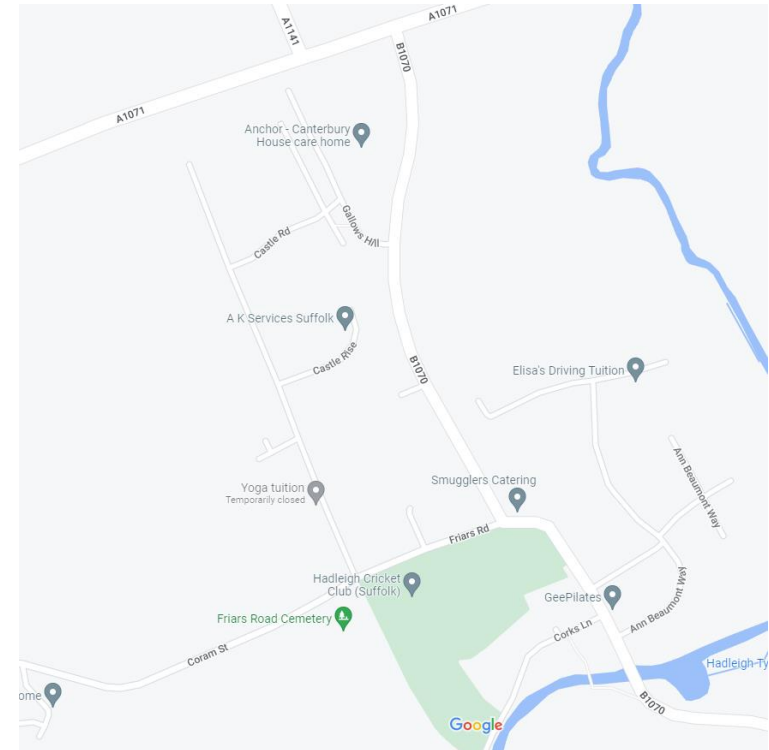 A1071
A1141
B1070
A1071
Anchor - Canterbury
House care home
Gallows Hill
Castle Rd
A K Services Suffolk
Castle Rise
B1070
Elisa's Driving Tuition
Ann Beaumont Way
Smugglers Catering
Yoga tuition
Temporarily closed
Friars Rd
Hadleigh Cricket
Club (Suffolk)
GeePilates
Friars Road Cemetery
Ann Beaumont Way
Corks Ln
Coram St
Hadleigh Ty
ome
B1070
Google